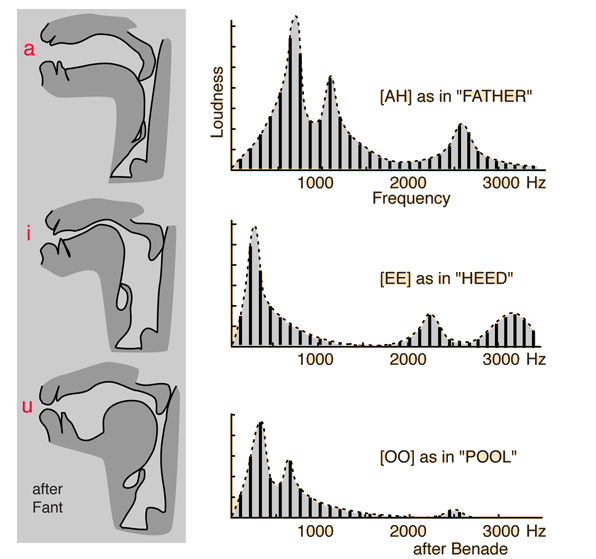 a
Loudness
[AH] as in "FATHER"
1000 2000 3000 Hz
Frequency
i
[EE] as in "HEED"
1000 2000 3000 Hz
u
[OO] as in "POOL"
after
Fant
1000 2000 3000 Hz
after Benade